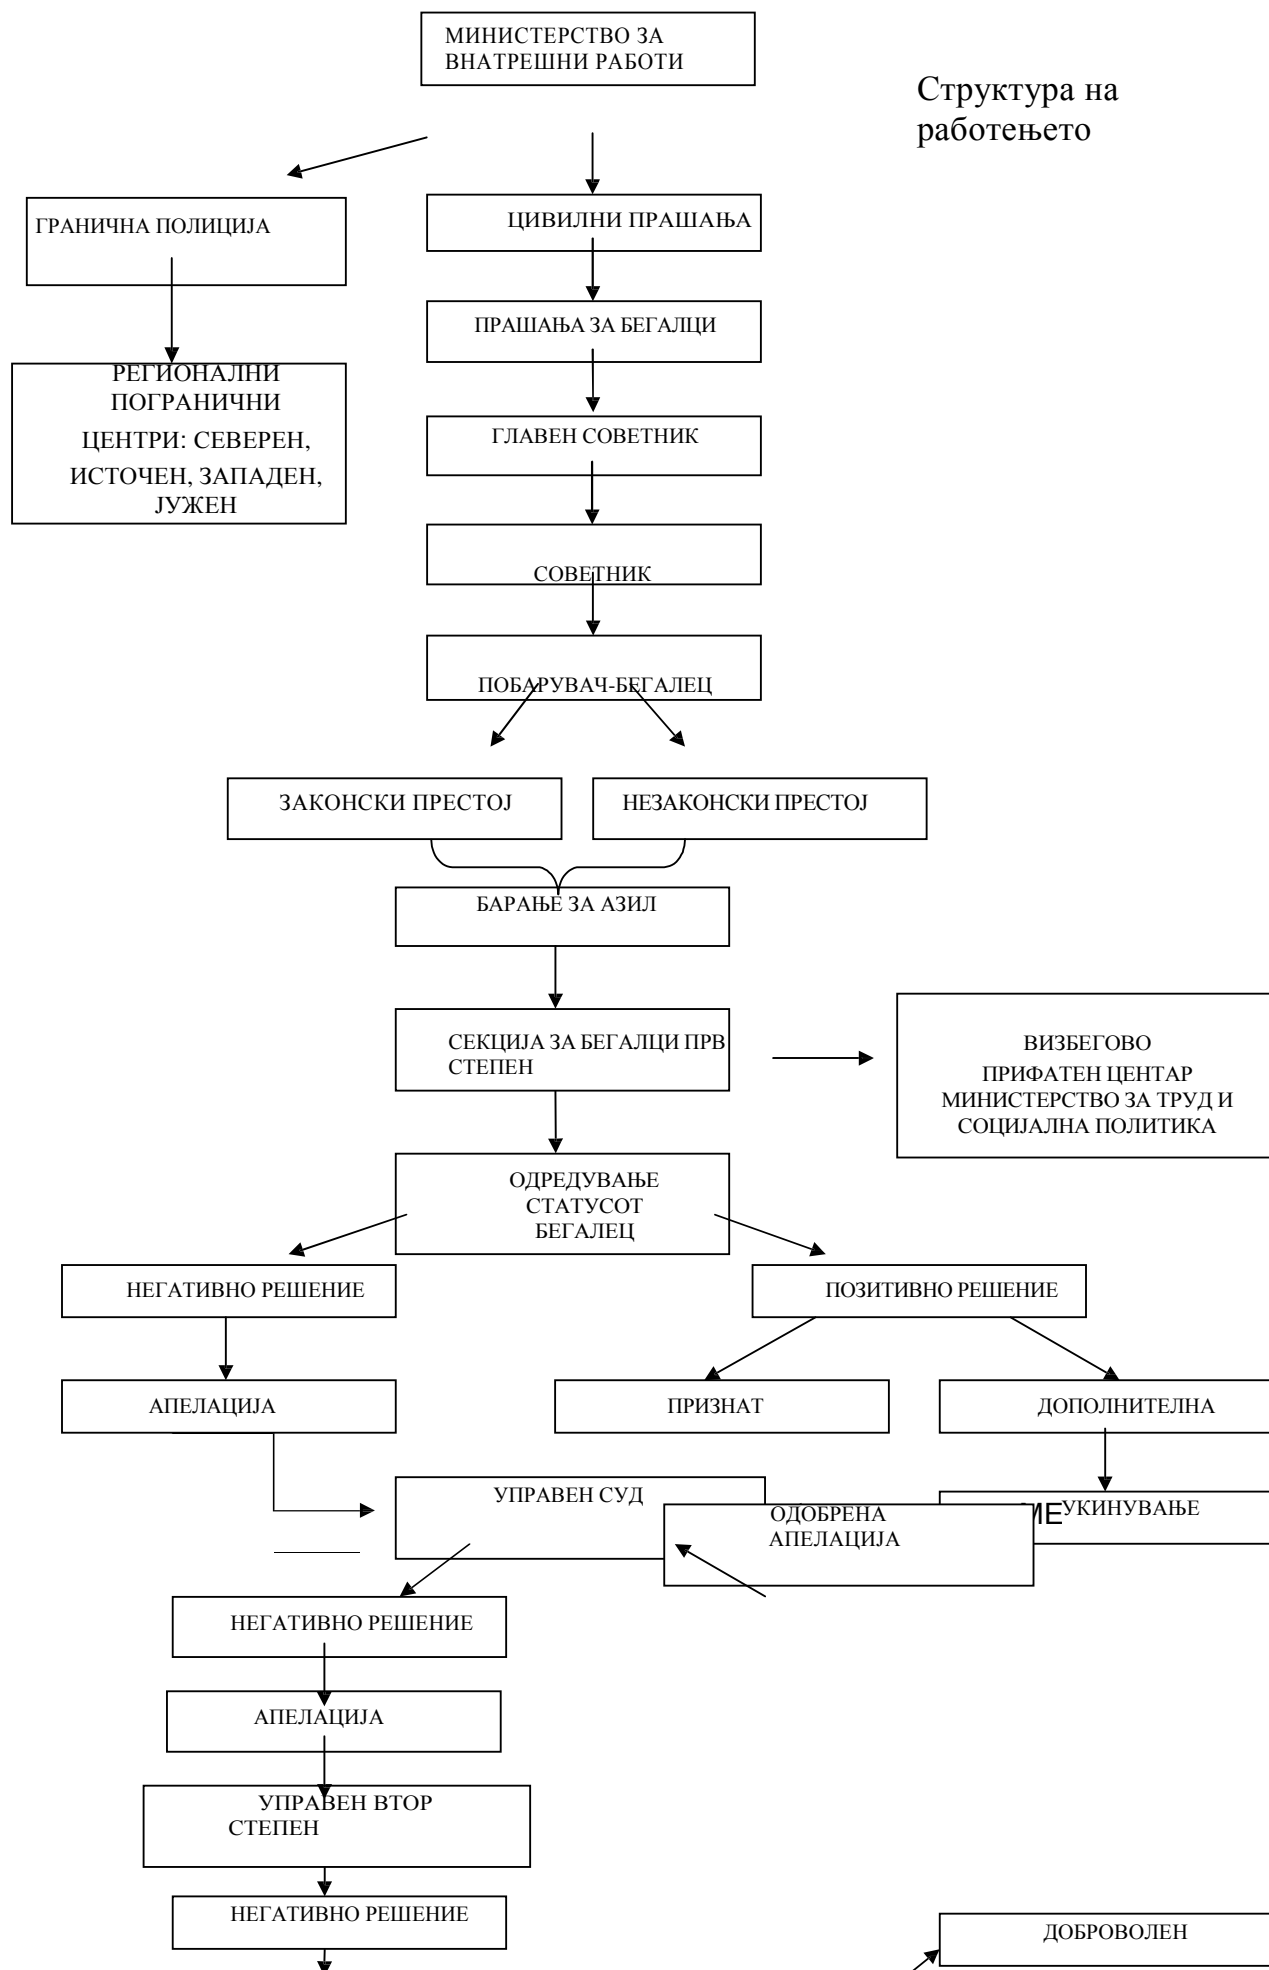 МИНИСТЕРСТВО ЗА
ВНАТРЕШНИ РАБОТИ
Структура на
работењето
ГРАНИЧНА ПОЛИЦИЈА
ЦИВИЛНИ ПРАШАЊА
ПРАШАЊА ЗА БЕГАЛЦИ
РЕГИОНАЛНИ
ПОГРАНИЧНИ
ЦЕНТРИ: СЕВЕРЕН,
ИСТОЧЕН, ЗАПАДЕН,
ЈУЖЕН
ГЛАВЕН СОВЕТНИК
СОВЕТНИК
ПОБАРУВАЧ-БЕГАЛЕЦ
ЗАКОНСКИ ПРЕСТОЈ
НЕЗАКОНСКИ ПРЕСТОЈ
БАРАЊЕ ЗА АЗИЛ
СЕКЦИЈА ЗА БЕГАЛЦИ ПРВ
СТЕПЕН
ВИЗБЕГОВО
ПРИФАТЕН ЦЕНТАР
МИНИСТЕРСТВО ЗА ТРУД И
СОЦИЈАЛНА ПОЛИТИКА
ОДРЕДУВАЊЕ
СТАТУСОТ
БЕГАЛЕЦ
НЕГАТИВНО РЕШЕНИЕ
ПОЗИТИВНО РЕШЕНИЕ
АПЕЛАЦИЈА
ПРИЗНАТ
ДОПОЛНИТЕЛНА
УПРАВЕН СУД
ОДОБРЕНА
АПЕЛАЦИЈА
УКИНУВАЊЕ
НЕГАТИВНО РЕШЕНИЕ
АПЕЛАЦИЈА
УПРАВЕН ВТОР
СТЕПЕН
НЕГАТИВНО РЕШЕНИЕ
ДОБРОВОЛЕН